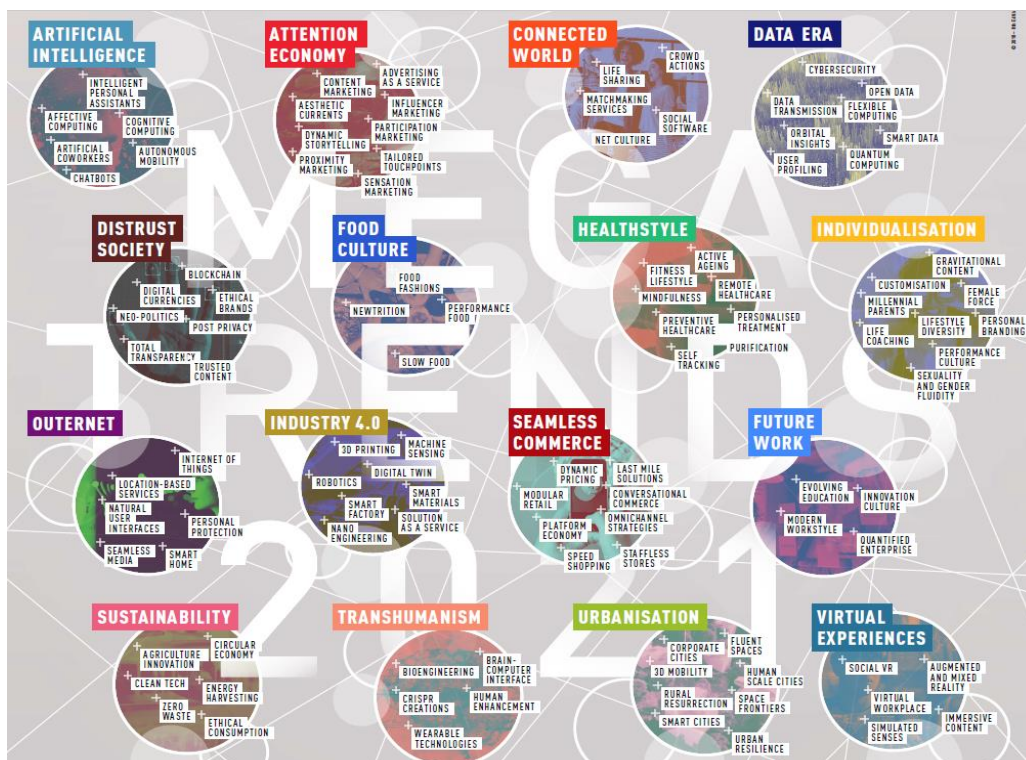 MEGA
TRENDS
2021
ARTIFICIAL
INTELLIGENCE
INTELLIGENT
PERSONAL
ASSISTANTS
AFFECTIVE
COMPUTING
COGNITIVE
COMPUTING
ARTIFICIAL
COWORKERS
AUTONOMOUS
MOBILITY
CHATBOTS
ATTENTION
ECONOMY
CONTENT
MARKETING
ADVERTISING
AS A SERVICE
AESTHETIC
CURRENTS
INFLUENCER
MARKETING
DYNAMIC
STORYTELLING
PARTICIPATION
MARKETING
PROXIMITY
MARKETING
TAILORED
TOUCHPOINTS
SENSATION
MARKETING
CONNECTED
WORLD
CROWD
ACTIONS
LIFE
SHARING
MATCHMAKING
SERVICES
SOCIAL
SOFTWARE
NET CULTURE
DATA ERA
CYBERSECURITY
OPEN DATA
DATA
TRANSMISSION
FLEXIBLE
COMPUTING
ORBITAL
INSIGHTS
SMART DATA
USER
PROFILING
QUANTUM
COMPUTING
DISTRUST
SOCIETY
BLOCKCHAIN
DIGITAL
CURRENCIES
ETHICAL
BRANDS
NEO-POLITICS
POST PRIVACY
TOTAL
TRANSPARENCY
TRUSTED
CONTENT
FOOD
CULTURE
FOOD
FASHIONS
NEWTRITION
PERFORMANCE
FOOD
SLOW FOOD
HEALTHSTYLE
ACTIVE
AGEING
FITNESS
LIFESTYLE
REMOTE
HEALTHCARE
MINDFULNESS
PREVENTIVE
HEALTHCARE
PERSONALISED
TREATMENT
SELF
TRACKING
PURIFICATION
INDIVIDUALISATION
GRAVITATIONAL
CONTENT
CUSTOMISATION
FEMALE
FORCE
MILLENNIAL
PARENTS
LIFESTYLE
DIVERSITY
PERSONAL
BRANDING
LIFE
COACHING
PERFORMANCE
CULTURE
SEXUALITY
AND GENDER
FLUIDITY
OUTERNET
INTERNET OF
THINGS
LOCATION-BASED
SERVICES
NATURAL
USER
INTERFACES
PERSONAL
PROTECTION
SEAMLESS
MEDIA
SMART
HOME
INDUSTRY 4.0
3D PRINTING
MACHINE
SENSING
DIGITAL TWIN
ROBOTICS
SMART
MATERIALS
SMART
FACTORY
SOLUTION
AS A SERVICE
NANO
ENGINEERING
SEAMLESS
COMMERCE
DYNAMIC
PRICING
LAST MILE
SOLUTIONS
MODULAR
RETAIL
CONVERSATIONAL
COMMERCE
PLATFORM
ECONOMY
OMNICHANNEL
STRATEGIES
SPEED
SHOPPING
STAFFLESS
STORES
FUTURE
WORK
EVOLVING
EDUCATION
INNOVATION
CULTURE
MODERN
WORKSTYLE
QUANTIFIED
ENTERPRISE
SUSTAINABILITY
CIRCULAR
ECONOMY
AGRICULTURE
INNOVATION
CLEAN TECH
ENERGY
HARVESTING
ZERO
WASTE
ETHICAL
CONSUMPTION
TRANSHUMANISM
BRAIN-
COMPUTER
INTERFACE
BIOENGINEERING
CRISPR
CREATIONS
HUMAN
ENHANCEMENT
WEARABLE
TECHNOLOGIES
URBANISATION
CORPORATE
CITIES
FLUENT
SPACES
3D MOBILITY
HUMAN
SCALE CITIES
RURAL
RESURRECTION
SPACE
FRONTIERS
SMART CITIES
URBAN
RESILIENCE
VIRTUAL
EXPERIENCES
SOCIAL VR
AUGMENTED
AND MIXED
REALITY
VIRTUAL
WORKPLACE
IMMERSIVE
CONTENT
SIMULATED
SENSES